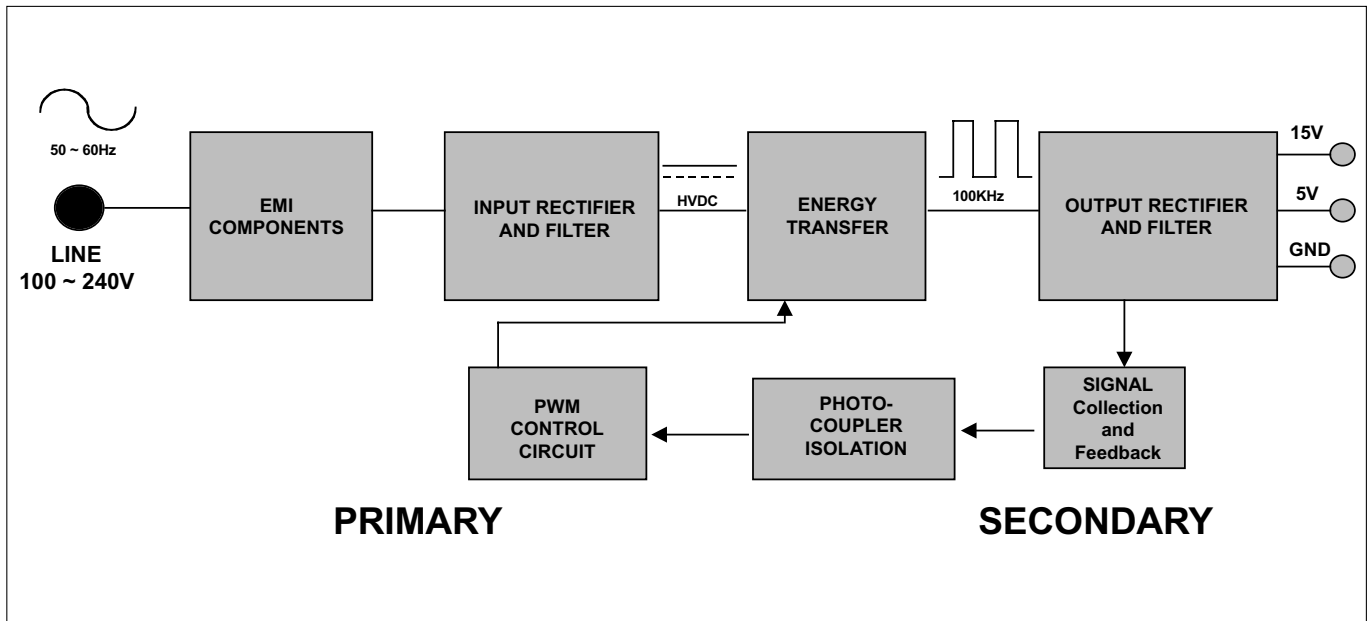 50 ~ 60Hz
LINE
100 ~ 240V
EMI
COMPONENTS
INPUT RECTIFIER
AND FILTER
HVDC
ENERGY
TRANSFER
100KHz
OUTPUT RECTIFIER
AND FILTER
15V
5V
GND
PWM
CONTROL
CIRCUIT
PHOTO-
COUPLER
ISOLATION
SIGNAL
Collection
and
Feedback
PRIMARY
SECONDARY